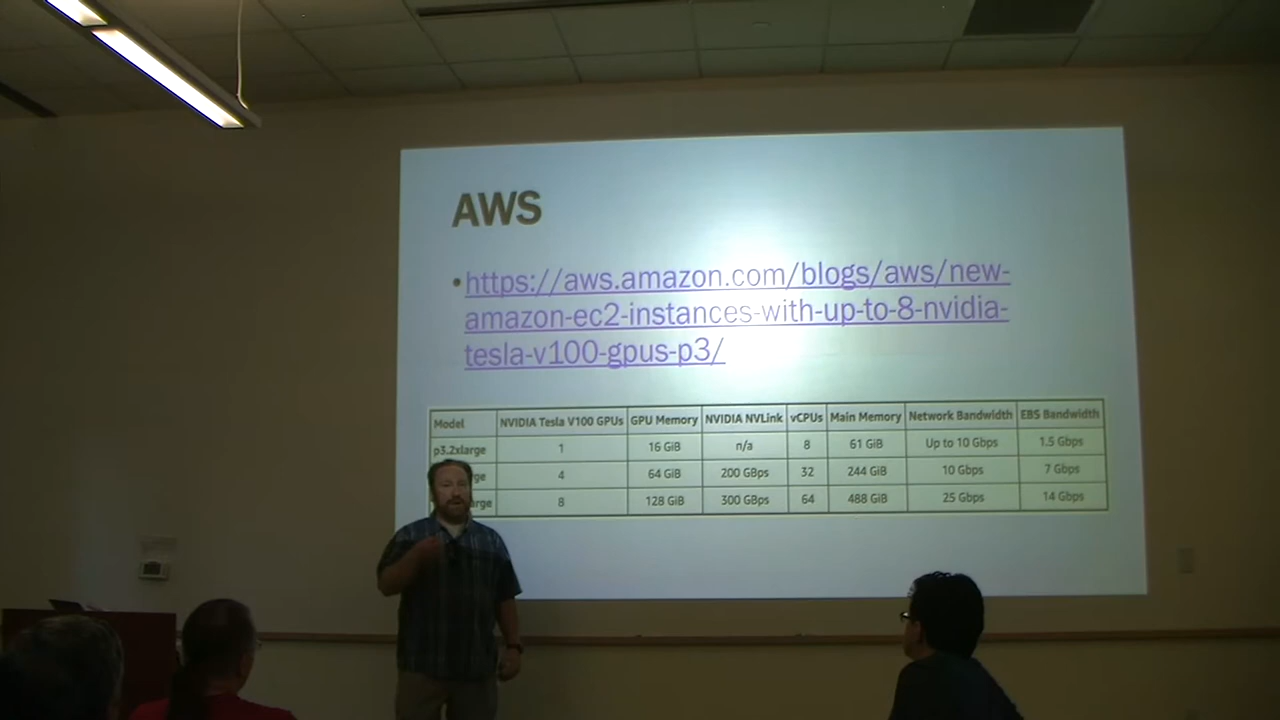 AWS
•https://aws.amazon.com/blogs/aws/new-
amazon-ec2-instances-with-up-to-8-nvidia-
tesla-v100-gpus-p3/
Model NVIDIA Tesla V100 GPUs GPU Memory NVIDIA NVLink vCPUs Main Memory Network Bandwidth EBS Bandwidth
p3.2xlarge 1 16 GiB n/a 8 61 GiB Up to 10 Gbps 1.5 Gbps
ge 4 64 GiB 200 GBps 32 244 GiB 10 Gbps 7 Gbps
arge 8 128 GiB 300 GBps 64 488 GiB 25 Gbps 14 Gbps